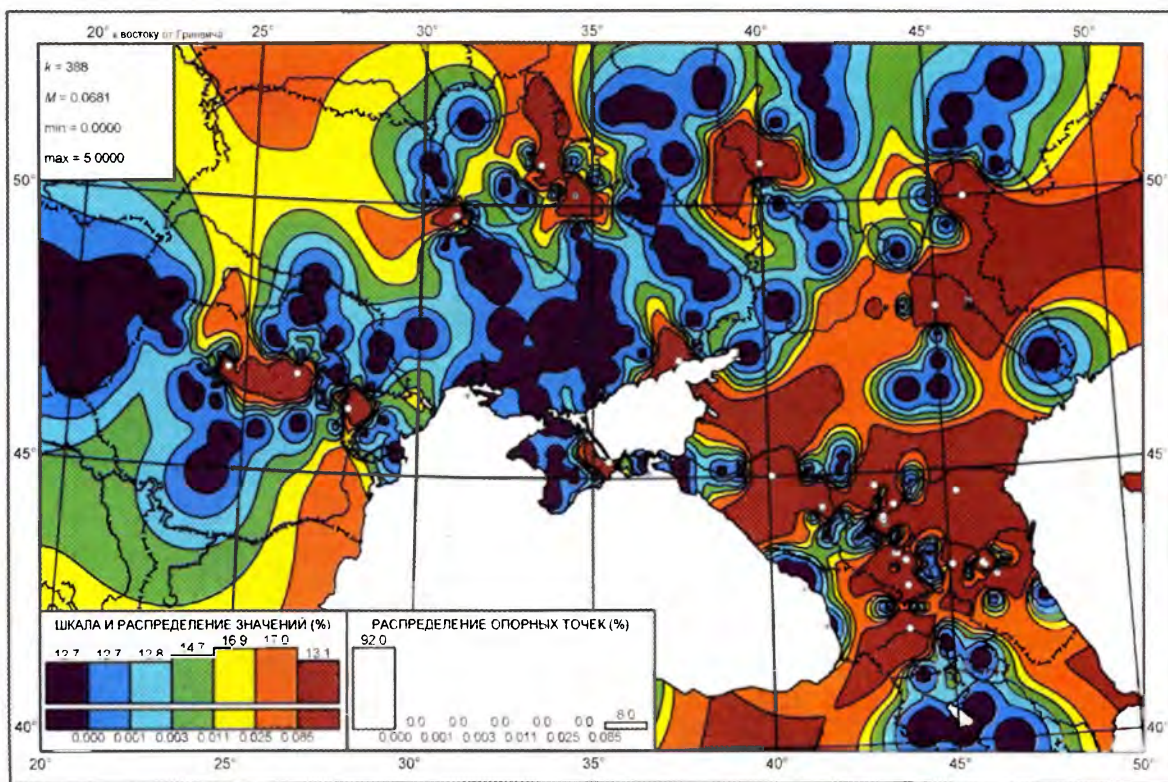 20° к востоку от Гринвича 25° 30° 35° 40° 45° 50°
k = 388
M = 0.0681
min = 0.0000
max = 5.0000
50° 50°
45° 45°
20° 25° 30° 35° 40° 45° 50°
40° 40°
ШКАЛА И РАСПРЕДЕЛЕНИЕ ЗНАЧЕНИЙ (%)
12.7 12.7 12.8 14.7 16.9 17.0 13.1
0.000 0.001 0.003 0.011 0.025 0.085
РАСПРЕДЕЛЕНИЕ ОПОРНЫХ ТОЧЕК (%)
92.0
0.0 0.0 0.0 0.0 0.0 8.0
0.000 0.001 0.003 0.011 0.025 0.085